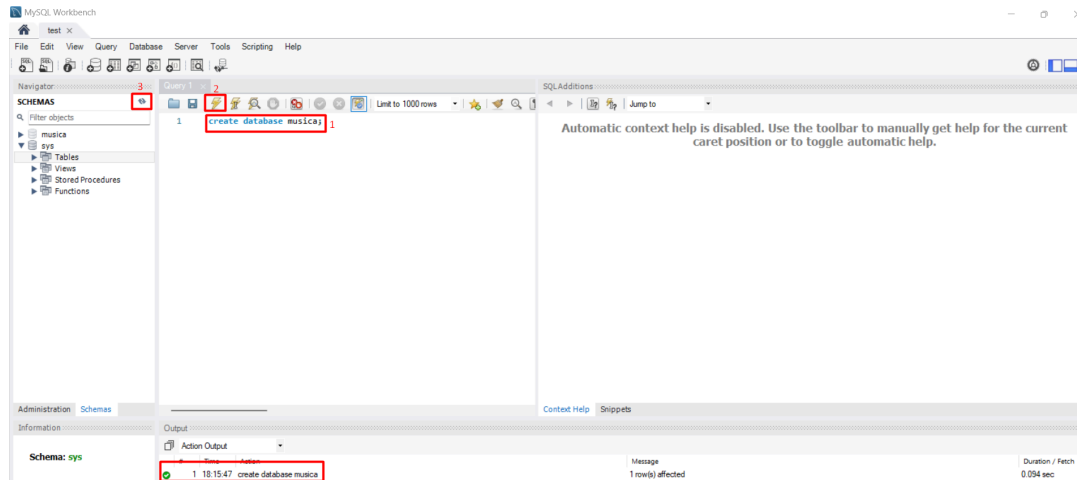 MySQL Workbench
test ×
File Edit View Query Database Server Tools Scripting Help
Navigator 3
SCHEMAS
Filter objects
musica
sys
Tables
Views
Stored Procedures
Functions
Administration Schemas
Information
Schema: sys
Query 1 × 2
Limit to 1000 rows
1 create database musica; 1
SQLAdditions
Jump to
Automatic context help is disabled. Use the toolbar to manually get help for the current
caret position or to toggle automatic help.
Context Help Snippets
Output
Action Output
# Time Action Message Duration / Fetch
1 18:15:47 create database musica 1 row(s) affected 0.094 sec